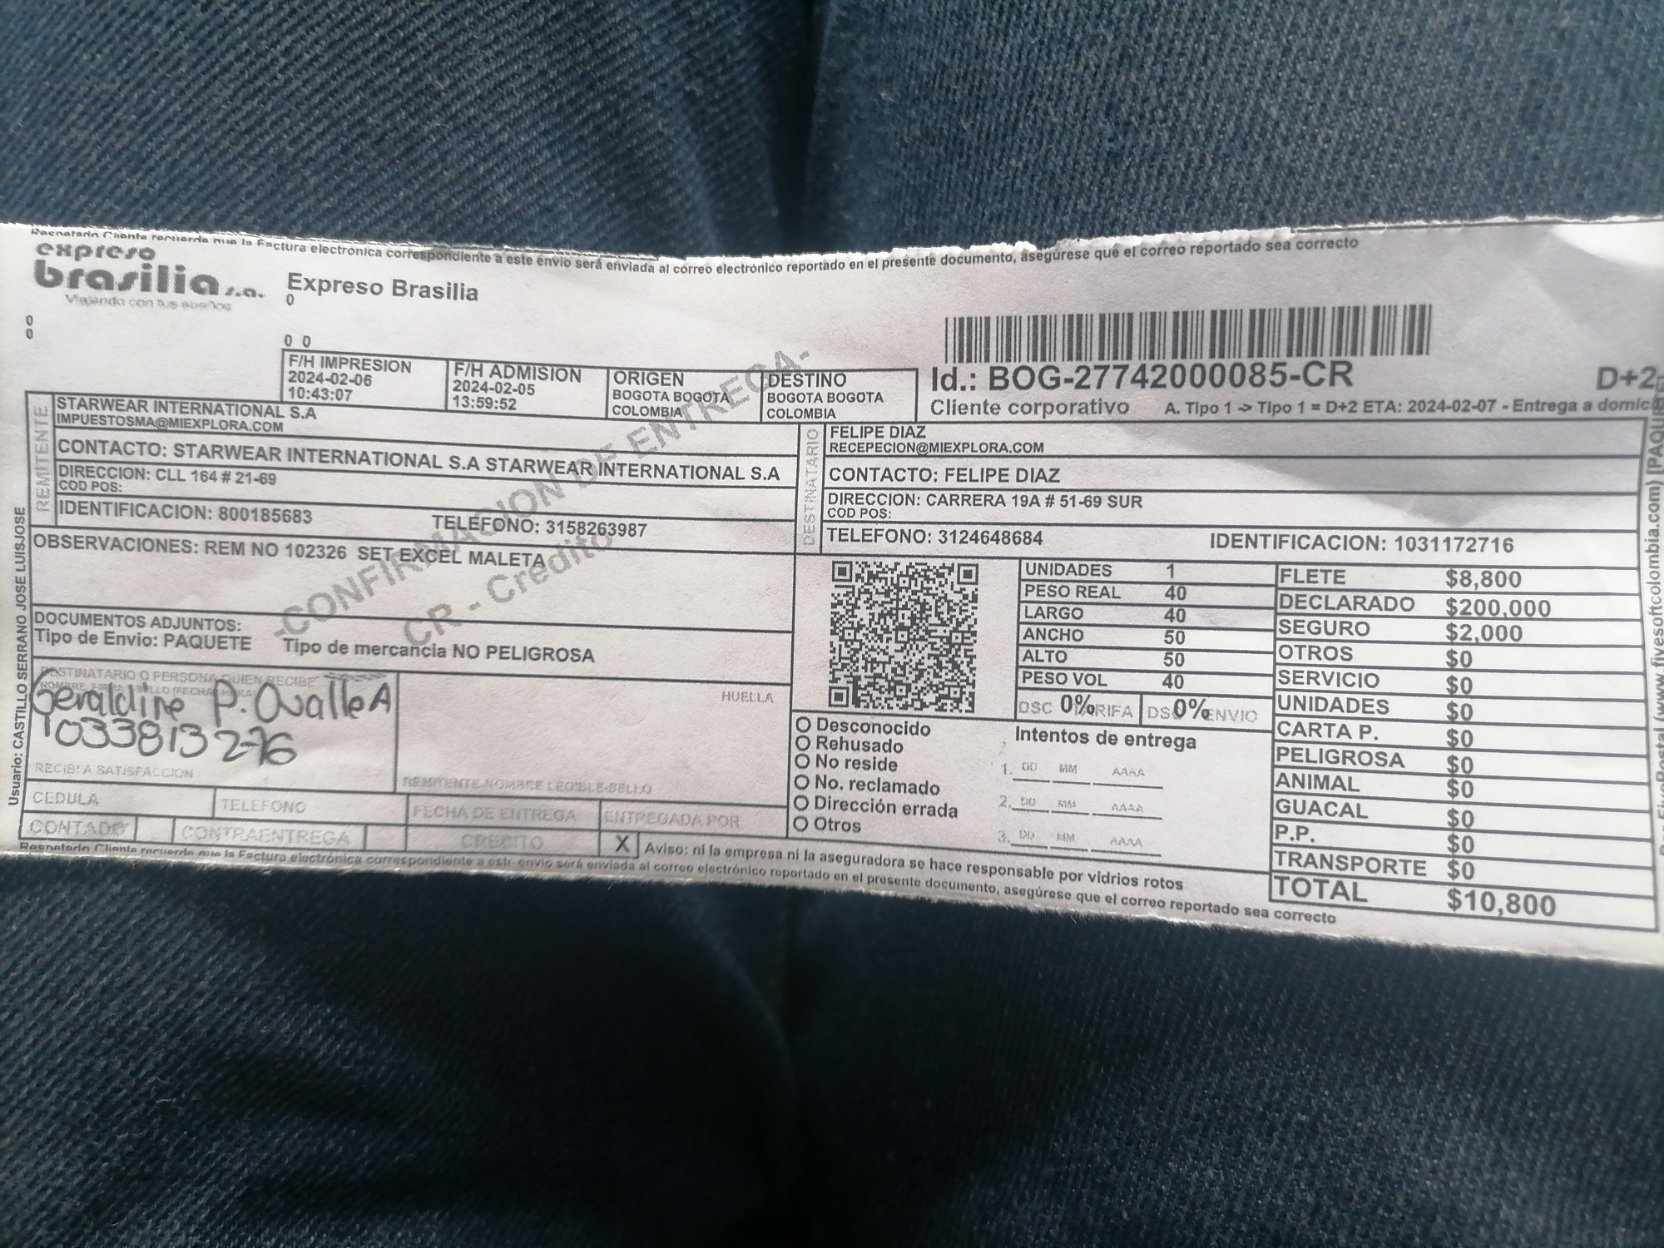 Respetado Cliente recuerde que la Factura electrónica correspondiente a este envio será enviada al correo electrónico reportado en el presente documento, asegúrese que el correo reportado sea correcto
expreso
brasilia s.a.
Viajando con tus sueños
Expreso Brasilia
0
0
0
0 0
F/H IMPRESION
2024-02-06
10:43:07
F/H ADMISION
2024-02-05
13:59:52
ORIGEN
BOGOTA BOGOTA
COLOMBIA
DESTINO
BOGOTA BOGOTA
COLOMBIA
Id.: BOG-27742000085-CR
D+2
Cliente corporativo
A. Tipo 1 -> Tipo 1 = D+2 ETA: 2024-02-07 - Entrega a
REMITENTE
STARWEAR INTERNATIONAL S.A
IMPUESTOSMA@MIEXPLORA.COM
CONTACTO: STARWEAR INTERNATIONAL S.A STARWEAR INTERNATIONAL S.A
DIRECCION: CLL 164 # 21-69
COD POS:
IDENTIFICACION: 800185683
TELEFONO: 3158263987
DESTINATARIO
FELIPE DIAZ
RECEPECION@MIEXPLORA.COM
CONTACTO: FELIPE DIAZ
DIRECCION: CARRERA 19A # 51-69 SUR
COD POS:
TELEFONO: 3124648684
IDENTIFICACION: 1031172716
OBSERVACIONES: REM NO 102326 SET EXCEL MALETA
-CONFIRMACION DE ENTREGA-
CR - Crédito
DOCUMENTOS ADJUNTOS:
Tipo de Envio: PAQUETE
Tipo de mercancia NO PELIGROSA
DESTINATARIO O PERSONA QUIEN RECIBE
Geraldine P. Ovalle A
1033813276
RECIBI A SATISFACCION
HUELLA
REMITENTE-NOMBRE LEGIBLE-SELLO
CEDULA
TELEFONO
FECHA DE ENTREGA
ENTREGADA POR
CONTADO
CONTRAENTREGA
CREDITO
X
Usuario: CASTILLO SERRANO JOSE LUISJOSE
UNIDADES 1
PESO REAL 40
LARGO 40
ANCHO 50
ALTO 50
PESO VOL 40
DSC 0% TARIFA
DSC 0% ENVIO
Desconocido
Rehusado
No reside
No. reclamado
Dirección errada
Otros
Intentos de entrega
1. DD MM AAAA
2. DD MM AAAA
3. DD MM AAAA
FLETE $8,800
DECLARADO $200,000
SEGURO $2,000
OTROS $0
SERVICIO $0
UNIDADES $0
CARTA P. $0
PELIGROSA $0
ANIMAL $0
GUACAL $0
P.P. $0
TRANSPORTE $0
TOTAL $10,800
Aviso: ni la empresa ni la aseguradora se hace responsable por vidrios rotos
Respetado Cliente recuerde que la Factura electrónica correspondiente a este envio será enviada al correo electrónico reportado en el presente documento, asegúrese que el correo reportado sea correcto
FivePostal (www.fivesoftcolombia.com)